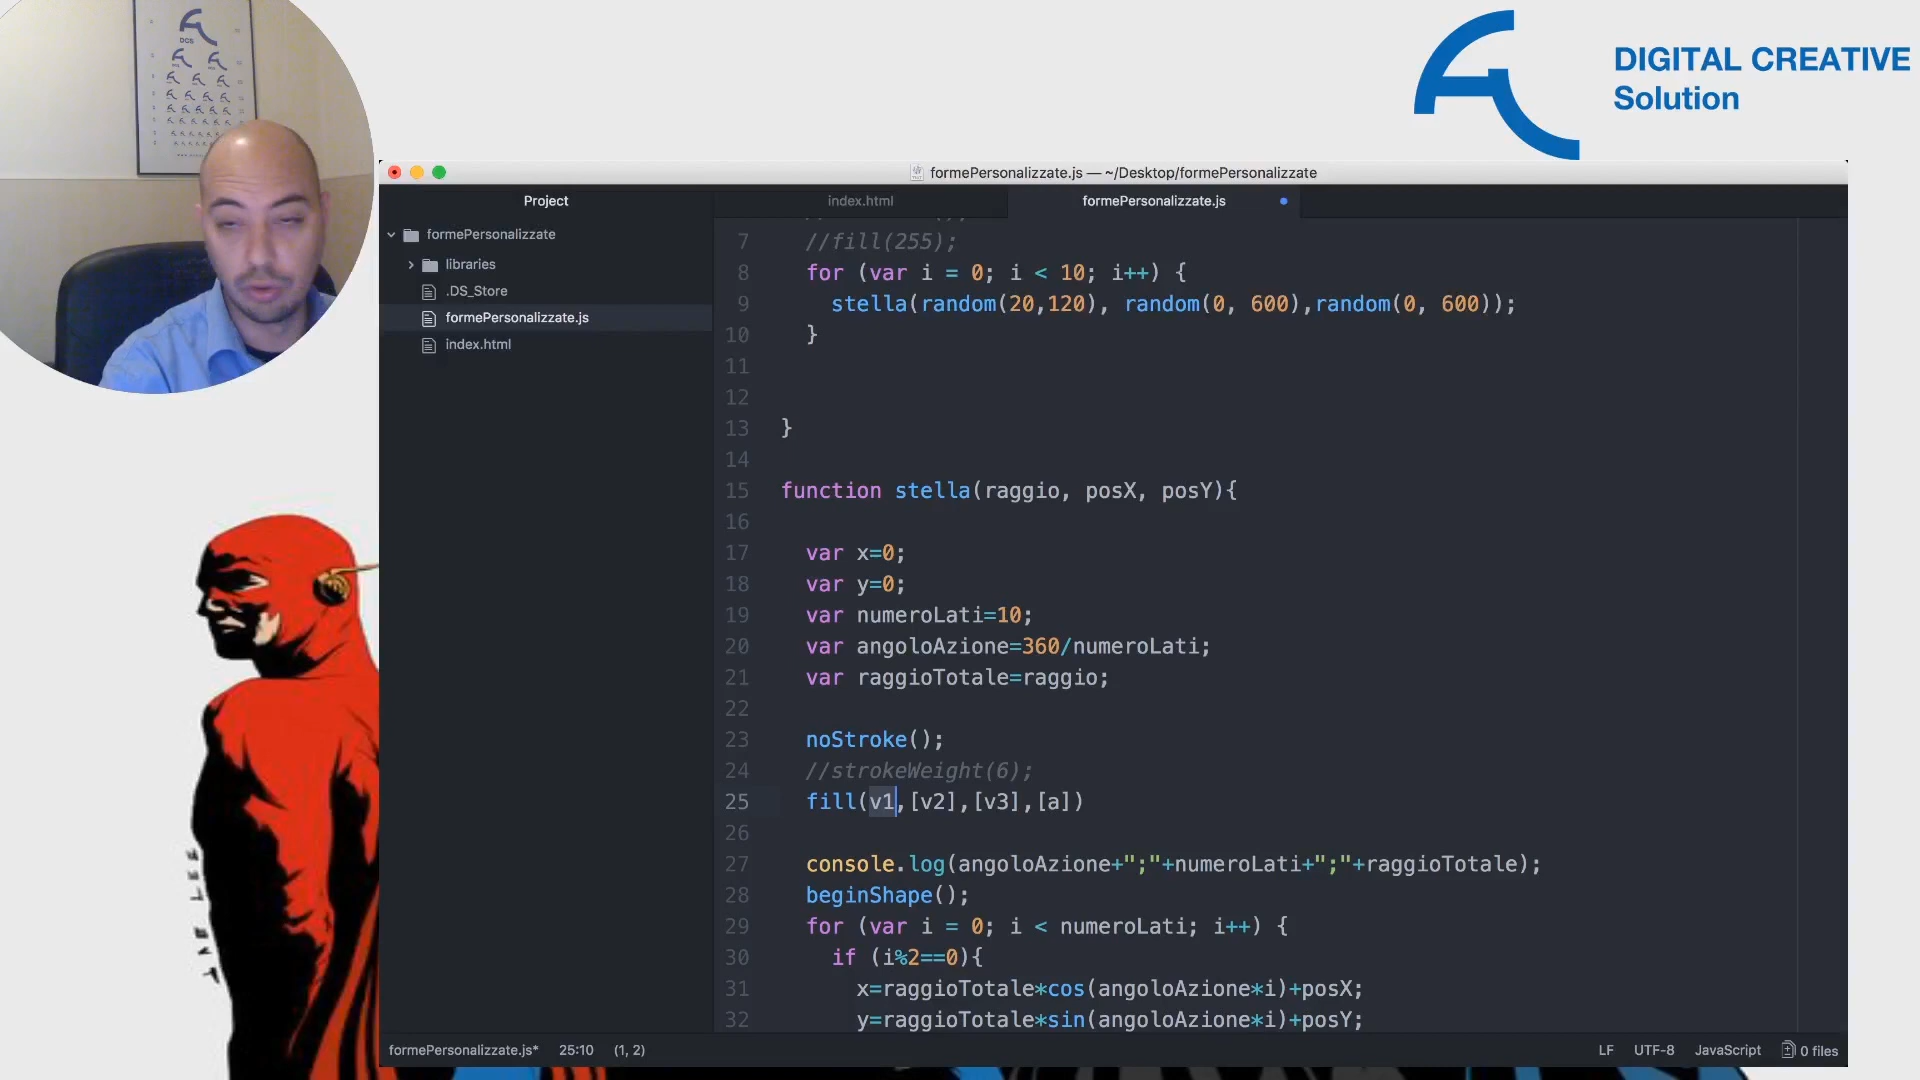 DCS
DIGITAL CREATIVE
Solution
formePersonalizzate.js — ~/Desktop/formePersonalizzate
Project
index.html
formePersonalizzate.js
formePersonalizzate
libraries
.DS_Store
formePersonalizzate.js
index.html
7 //fill(255);
8 for (var i = 0; i < 10; i++) {
9 stella(random(20,120), random(0, 600),random(0, 600));
10 }
11
12
13 }
14
15 function stella(raggio, posX, posY){
16
17 var x=0;
18 var y=0;
19 var numeroLati=10;
20 var angoloAzione=360/numeroLati;
21 var raggioTotale=raggio;
22
23 noStroke();
24 //strokeWeight(6);
25 fill(v1,[v2],[v3],[a])
26
27 console.log(angoloAzione+";"+numeroLati+";"+raggioTotale);
28 beginShape();
29 for (var i = 0; i < numeroLati; i++) {
30 if (i%2==0){
31 x=raggioTotale*cos(angoloAzione*i)+posX;
32 y=raggioTotale*sin(angoloAzione*i)+posY;
formePersonalizzate.js* 25:10 (1, 2)
LF UTF-8 JavaScript 0 files